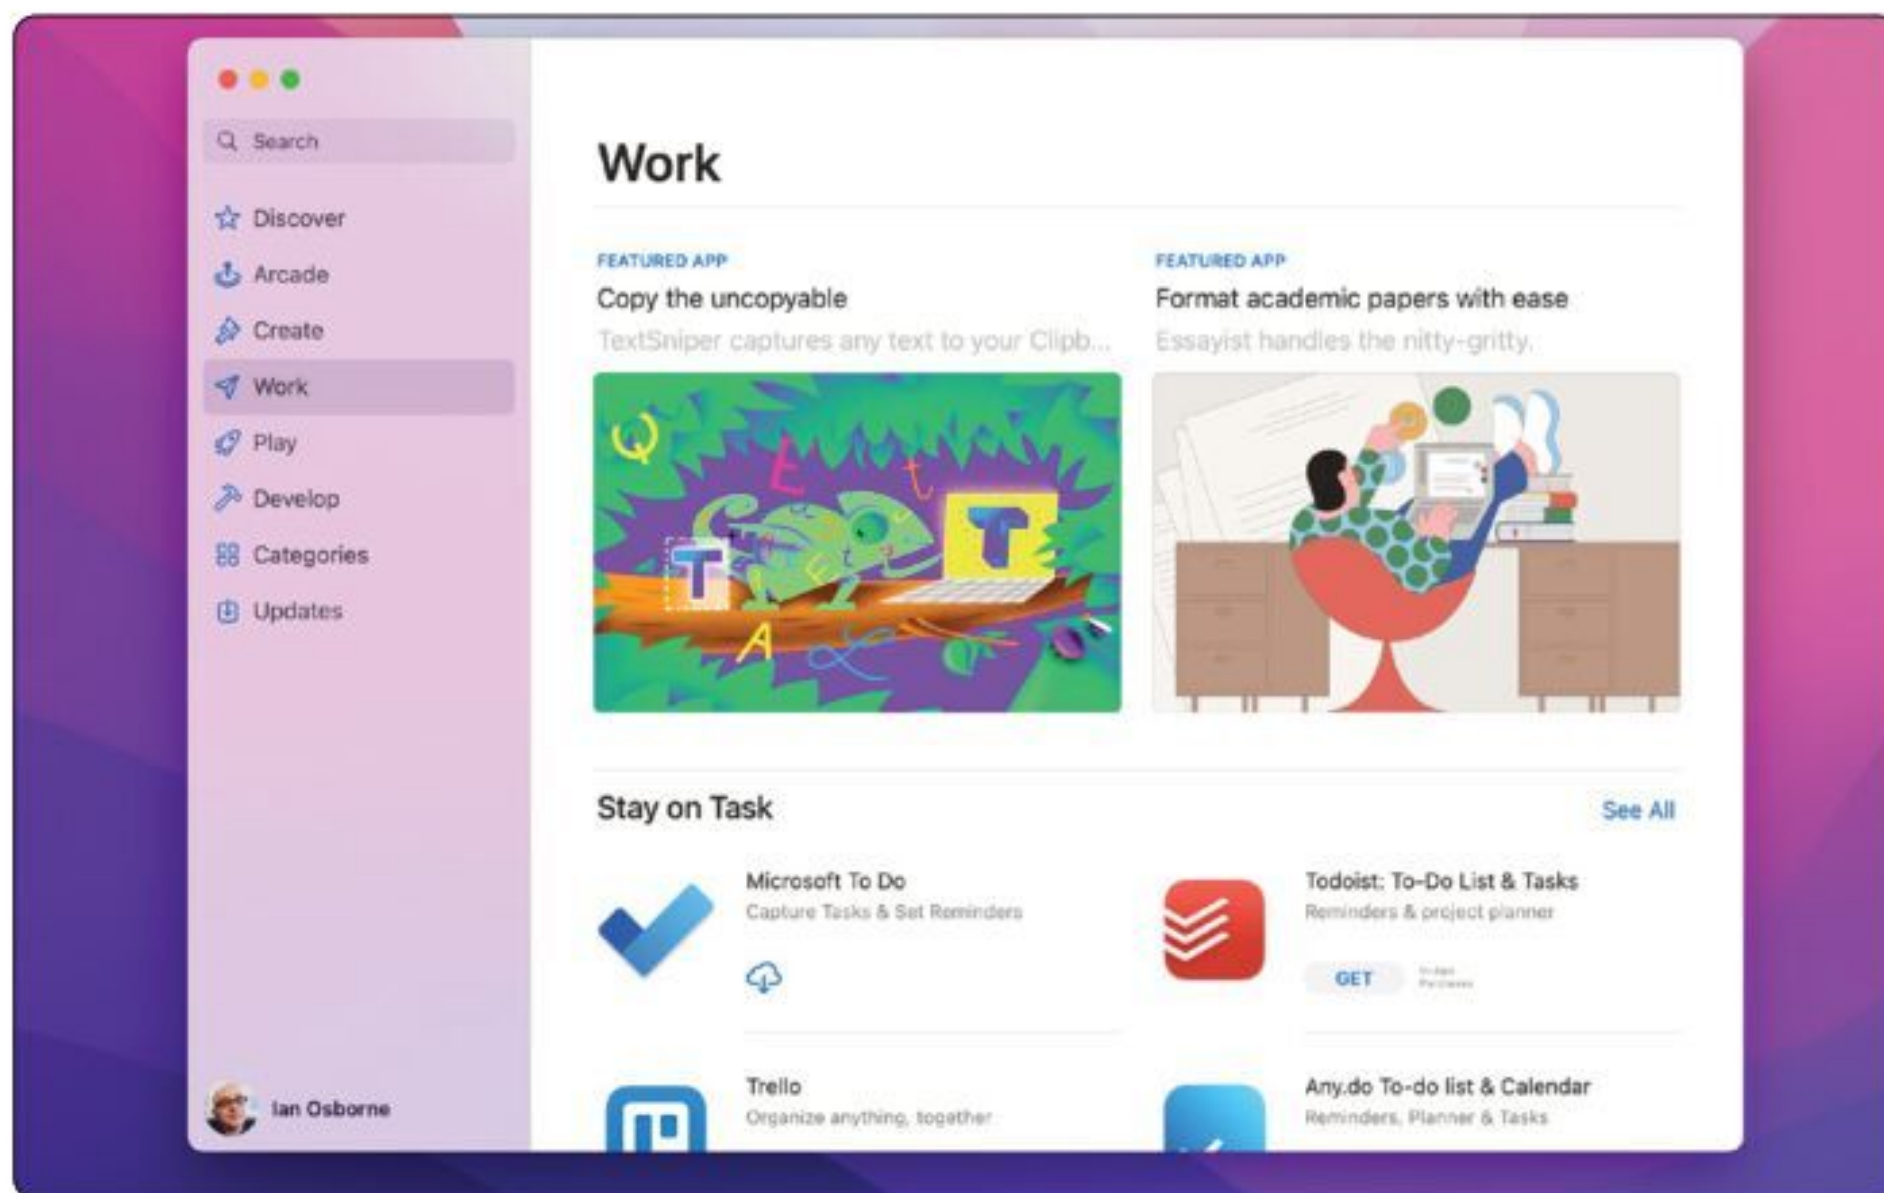 Search
Discover
Arcade
Create
Work
Play
Develop
Categories
Updates
Ian Osborne
Work
FEATURED APP
Copy the uncopyable
TextSniper captures any text to your Clipb...
FEATURED APP
Format academic papers with ease
Essayist handles the nitty-gritty.
Q
E
t
T
T
A
Stay on Task
See All
Microsoft To Do
Capture Tasks & Set Reminders
Todoist: To-Do List & Tasks
Reminders & project planner
GET
In-App
Purchases
Trello
Organize anything, together
Any.do To-do list & Calendar
Reminders, Planner & Tasks